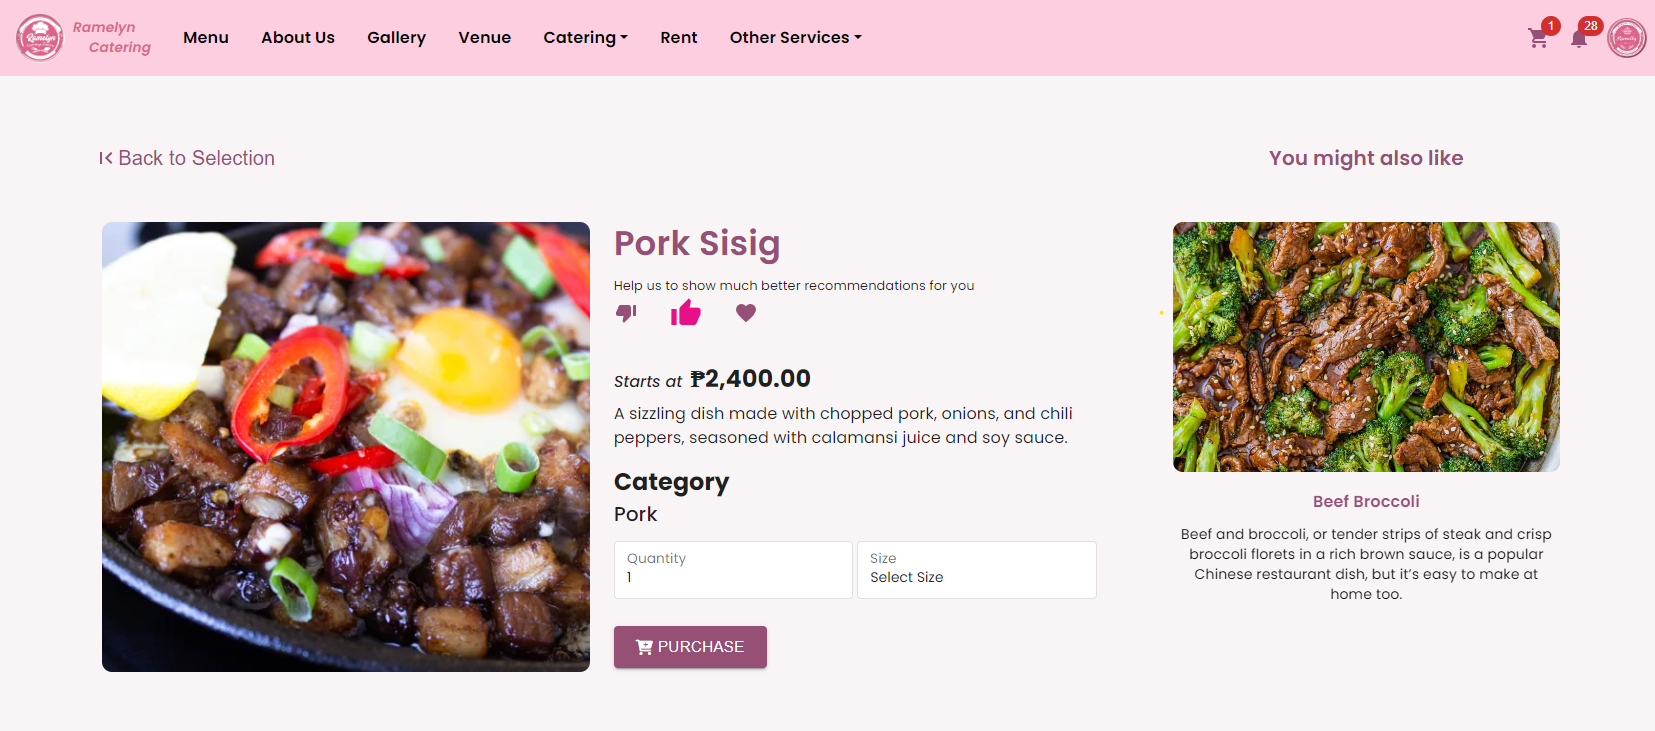 Ramelyn
Catering
Menu
About Us
Gallery
Venue
Catering
Rent
Other Services
1
28
Back to Selection
You might also like
Pork Sisig
Help us to show much better recommendations for you
Starts at ₱2,400.00
A sizzling dish made with chopped pork, onions, and chili
peppers, seasoned with calamansi juice and soy sauce.
Category
Pork
Quantity
1
Size
Select Size
PURCHASE
Beef Broccoli
Beef and broccoli, or tender strips of steak and crisp
broccoli florets in a rich brown sauce, is a popular
Chinese restaurant dish, but it’s easy to make at
home too.